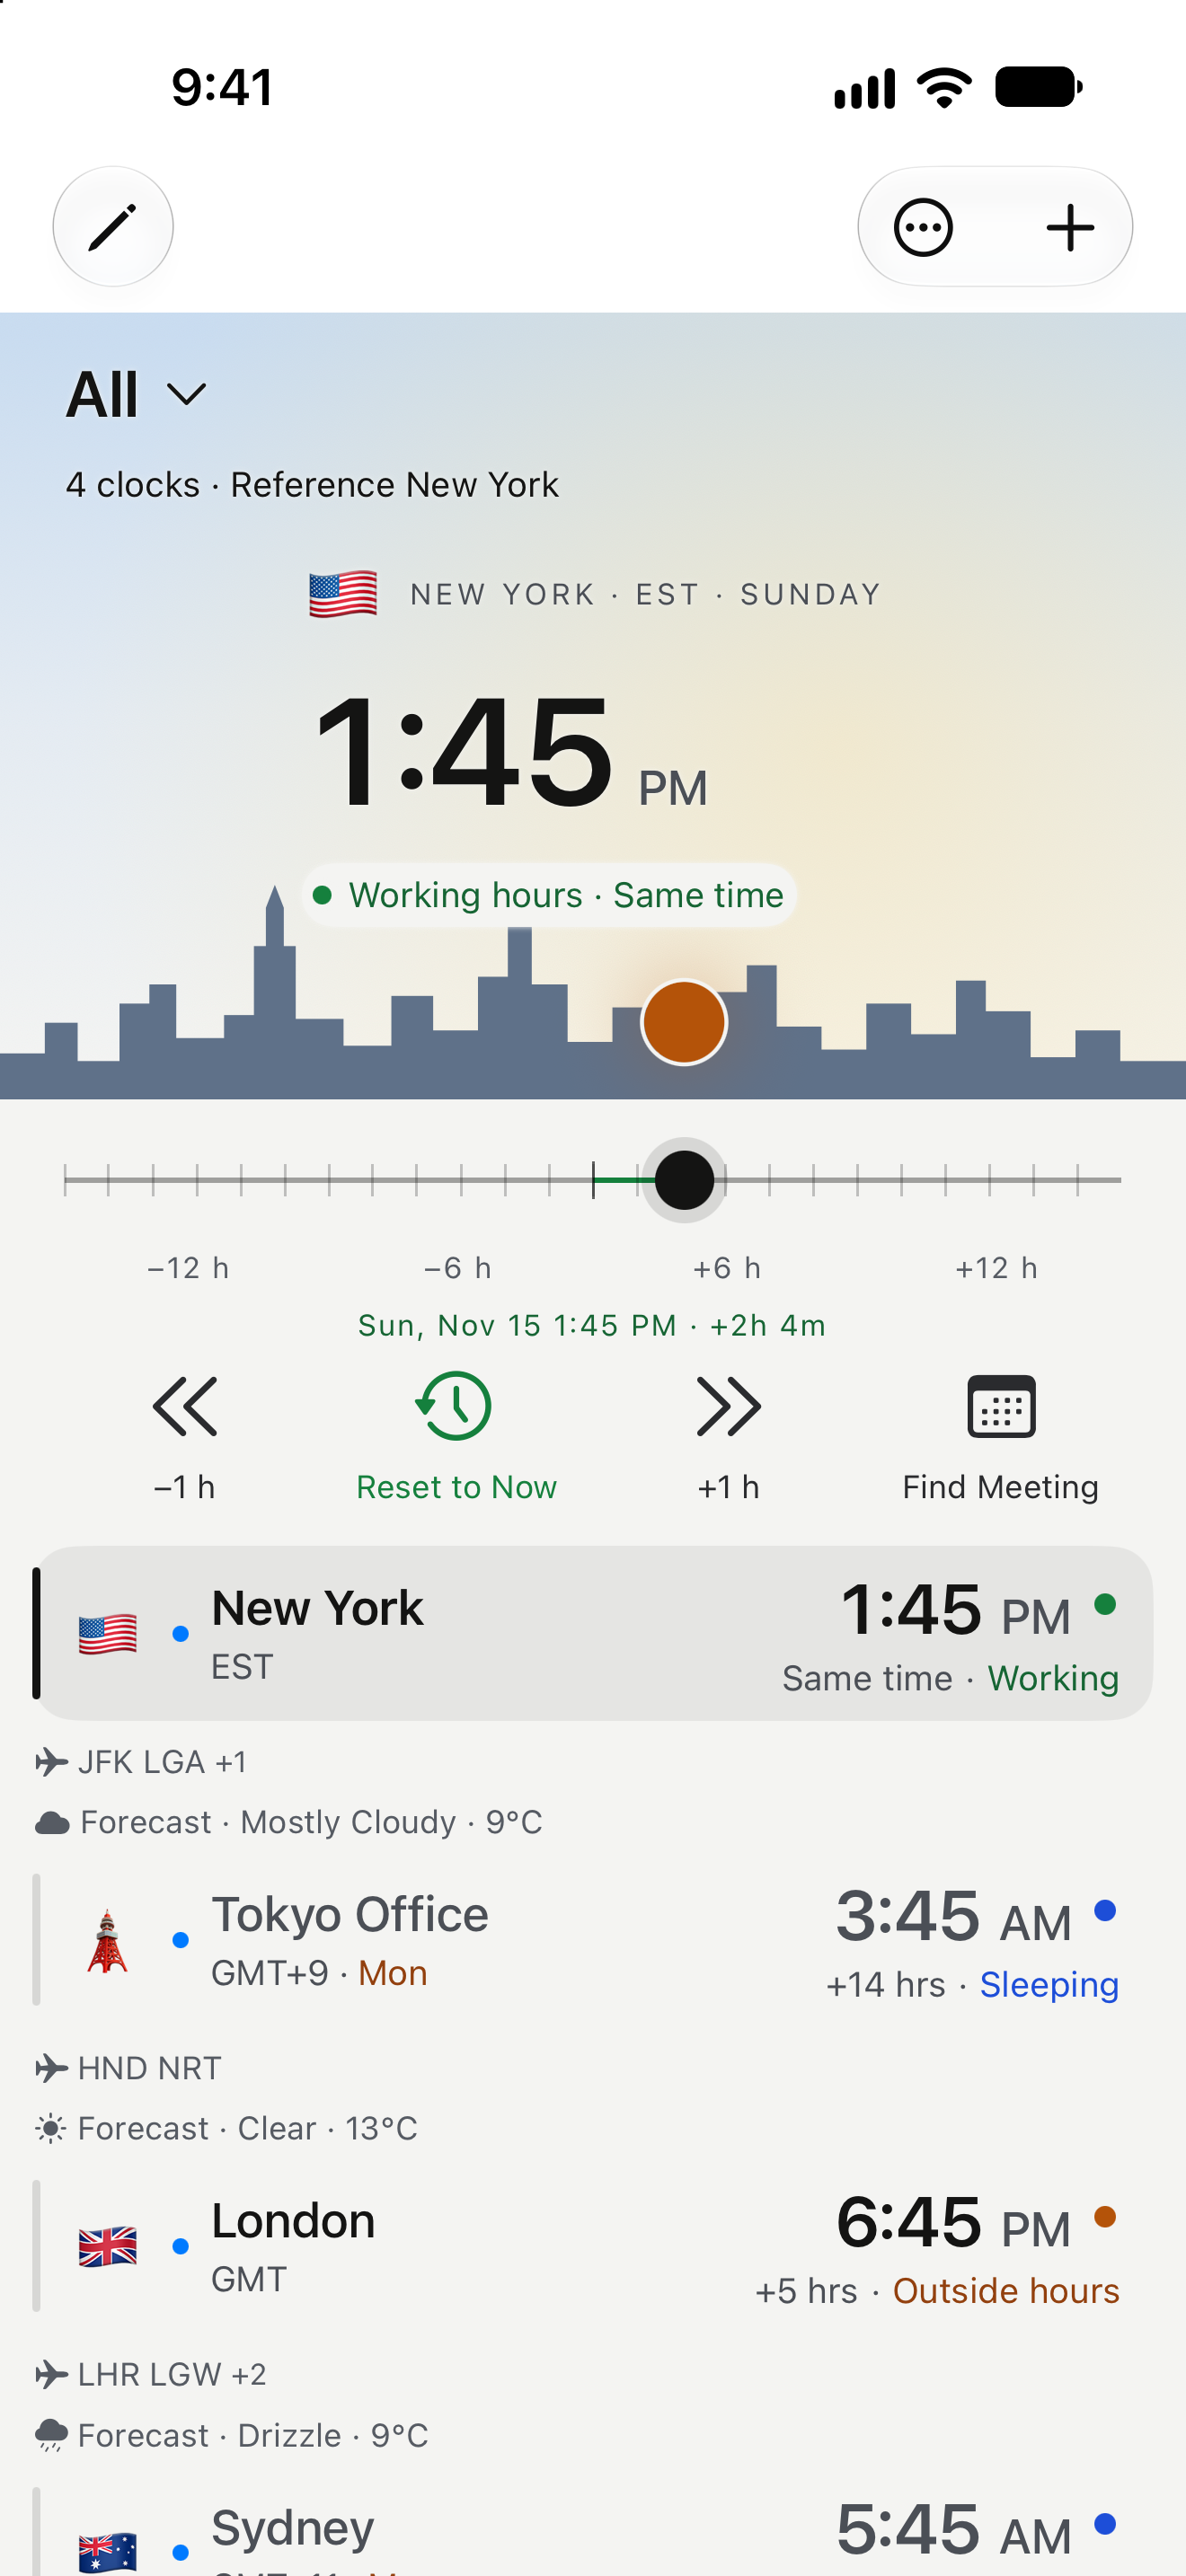 9:41
All
4 clocks · Reference New York
NEW YORK · EST · SUNDAY
1:45 PM
Working hours · Same time
−12 h −6 h +6 h +12 h
Sun, Nov 15 1:45 PM · +2h 4m
−1 h Reset to Now +1 h Find Meeting
New York 1:45 PM
EST Same time · Working
JFK LGA +1
Forecast · Mostly Cloudy · 9°C
Tokyo Office 3:45 AM
GMT+9 · Mon +14 hrs · Sleeping
HND NRT
Forecast · Clear · 13°C
London 6:45 PM
GMT +5 hrs · Outside hours
LHR LGW +2
Forecast · Drizzle · 9°C
Sydney 5:45 AM